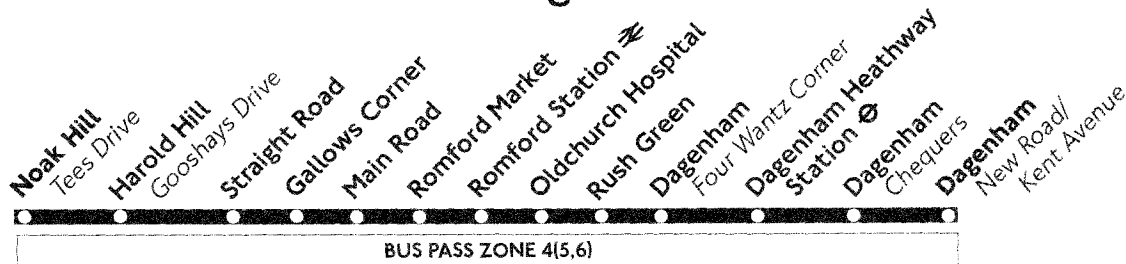 Noak Hill
Tees Drive
Harold Hill
Gooshays Drive
Straight Road
Gallows Corner
Main Road
Romford Market
Romford Station
Oldchurch Hospital
Rush Green
Dagenham
Four Wantz Corner
Dagenham Heathway
Station
Dagenham
Chequers
Dagenham
New Road/
Kent Avenue
BUS PASS ZONE 4(5,6)